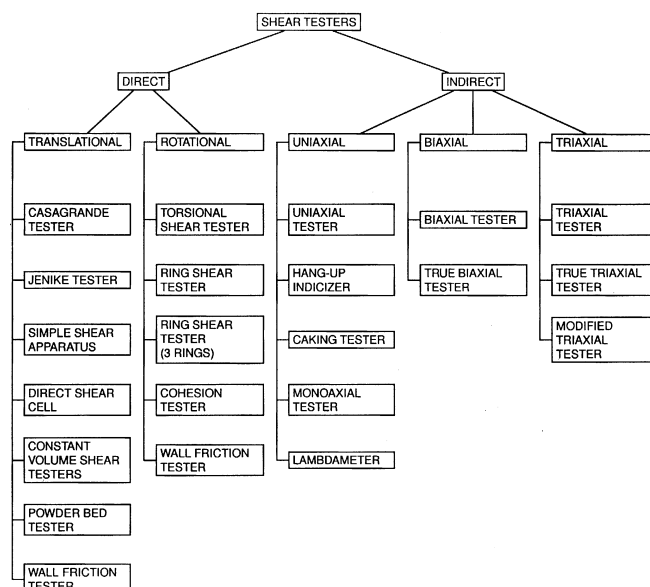 SHEAR TESTERS
DIRECT
INDIRECT
TRANSLATIONAL
ROTATIONAL
UNIAXIAL
BIAXIAL
TRIAXIAL
CASAGRANDE
TESTER
JENIKE TESTER
SIMPLE SHEAR
APPARATUS
DIRECT SHEAR
CELL
CONSTANT
VOLUME SHEAR
TESTERS
POWDER BED
TESTER
WALL FRICTION
TESTER
TORSIONAL
SHEAR TESTER
RING SHEAR
TESTER
RING SHEAR
TESTER
(3 RINGS)
COHESION
TESTER
WALL FRICTION
TESTER
UNIAXIAL
TESTER
HANG-UP
INDICIZER
CAKING TESTER
MONOAXIAL
TESTER
LAMBDAMETER
BIAXIAL TESTER
TRUE BIAXIAL
TESTER
TRIAXIAL
TESTER
TRUE TRIAXIAL
TESTER
MODIFIED
TRIAXIAL
TESTER